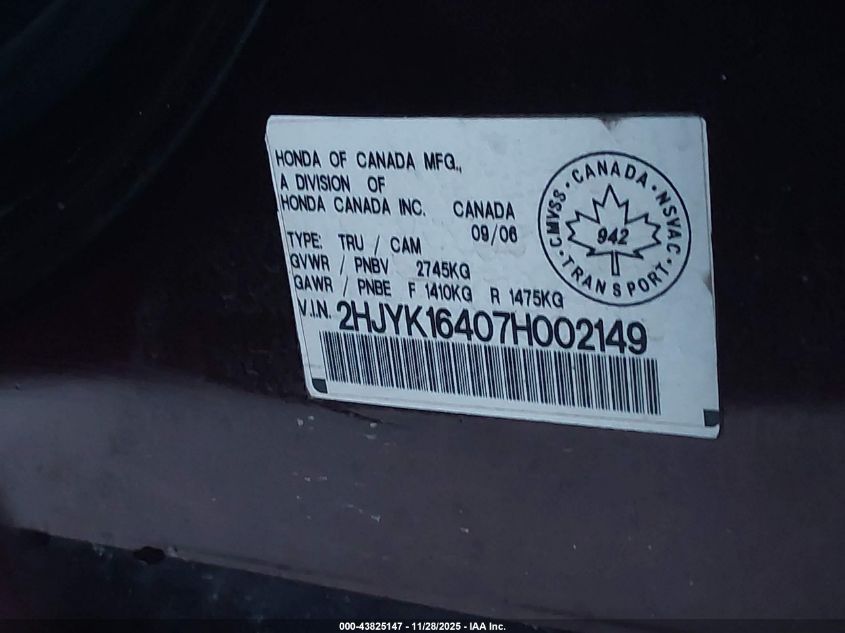 HONDA OF CANADA MFG.,
A DIVISION OF
HONDA CANADA INC. CANADA
09/06
TYPE: TRU / CAM
GVWR / PNBV 2745KG
GAWR / PNBE F 1410KG R 1475KG
V.I.N. 2HJYK16407H002149
CMVSS · CANADA · NSVAC
942
· TRANSPORT ·
000-43825147 - 11/28/2025 - IAA Inc.